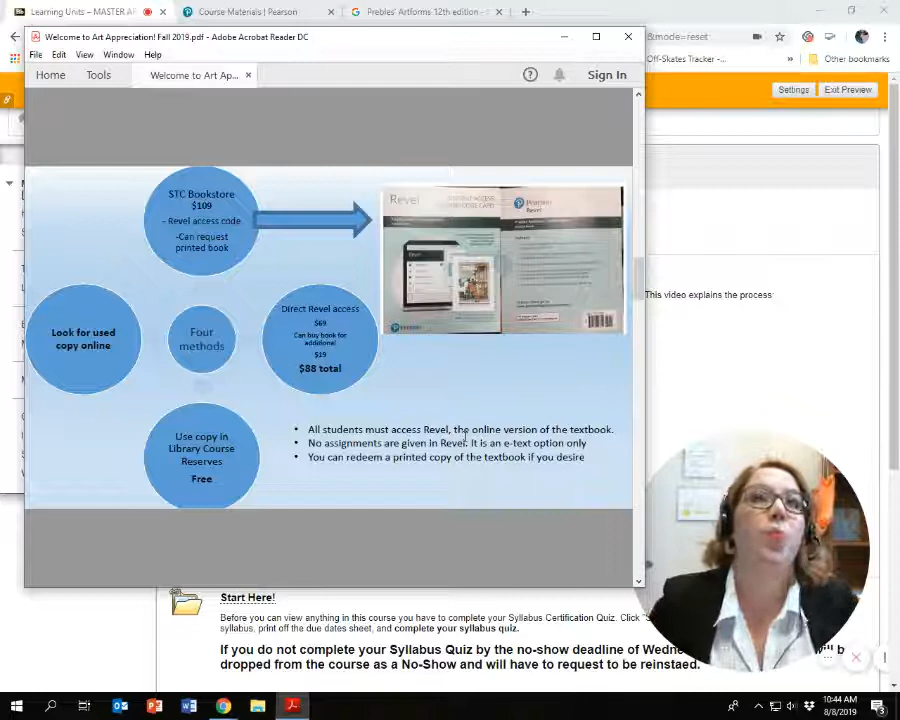 Learning Units – MASTER AF
Course Materials | Pearson
Prebles' Artforms 12th edition -
&mode=reset
Off-Skates Tracker -...
Other bookmarks
Settings
Exit Preview
Welcome to Art Appreciation! Fall 2019.pdf - Adobe Acrobat Reader DC
File Edit View Window Help
Home
Tools
Welcome to Art Ap...
Sign In
STC Bookstore
$109
- Revel access code
-Can request
printed book
Revel
Pearson
Revel
Look for used
copy online
Four
methods
Direct Revel access
$69
Can buy book for
additional
$19
$88 total
Use copy in
Library Course
Reserves
Free
• All students must access Revel, the online version of the textbook.
• No assignments are given in Revel. It is an e-text option only
• You can redeem a printed copy of the textbook if you desire
This video explains the process:
Start Here!
Before you can view anything in this course you have to complete your Syllabus Certification Quiz. Click "S
syllabus, print off the due dates sheet, and complete your syllabus quiz.
If you do not complete your Syllabus Quiz by the no-show deadline of Wedne
will b
dropped from the course as a No-Show and will have to request to be reinstaed.
10:44 AM
8/8/2019